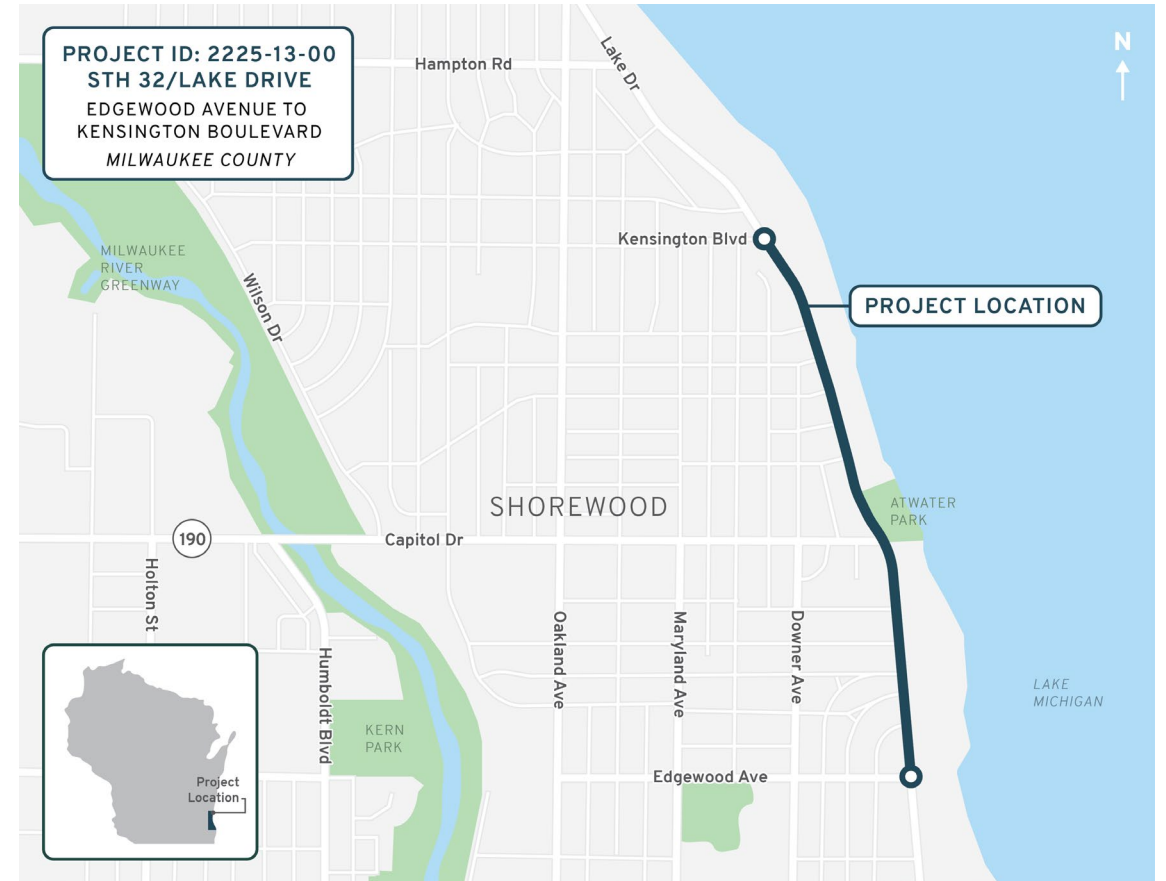 PROJECT ID: 2225-13-00
STH 32/LAKE DRIVE
EDGEWOOD AVENUE TO
KENSINGTON BOULEVARD
MILWAUKEE COUNTY
Hampton Rd
Lake Dr
N
MILWAUKEE
RIVER
GREENWAY
Wilson Dr
Kensington Blvd
PROJECT LOCATION
SHOREWOOD
ATWATER
PARK
190
Capitol Dr
Holton St
Humboldt Blvd
Oakland Ave
Maryland Ave
Downer Ave
LAKE
MICHIGAN
KERN
PARK
Edgewood Ave
Project
Location